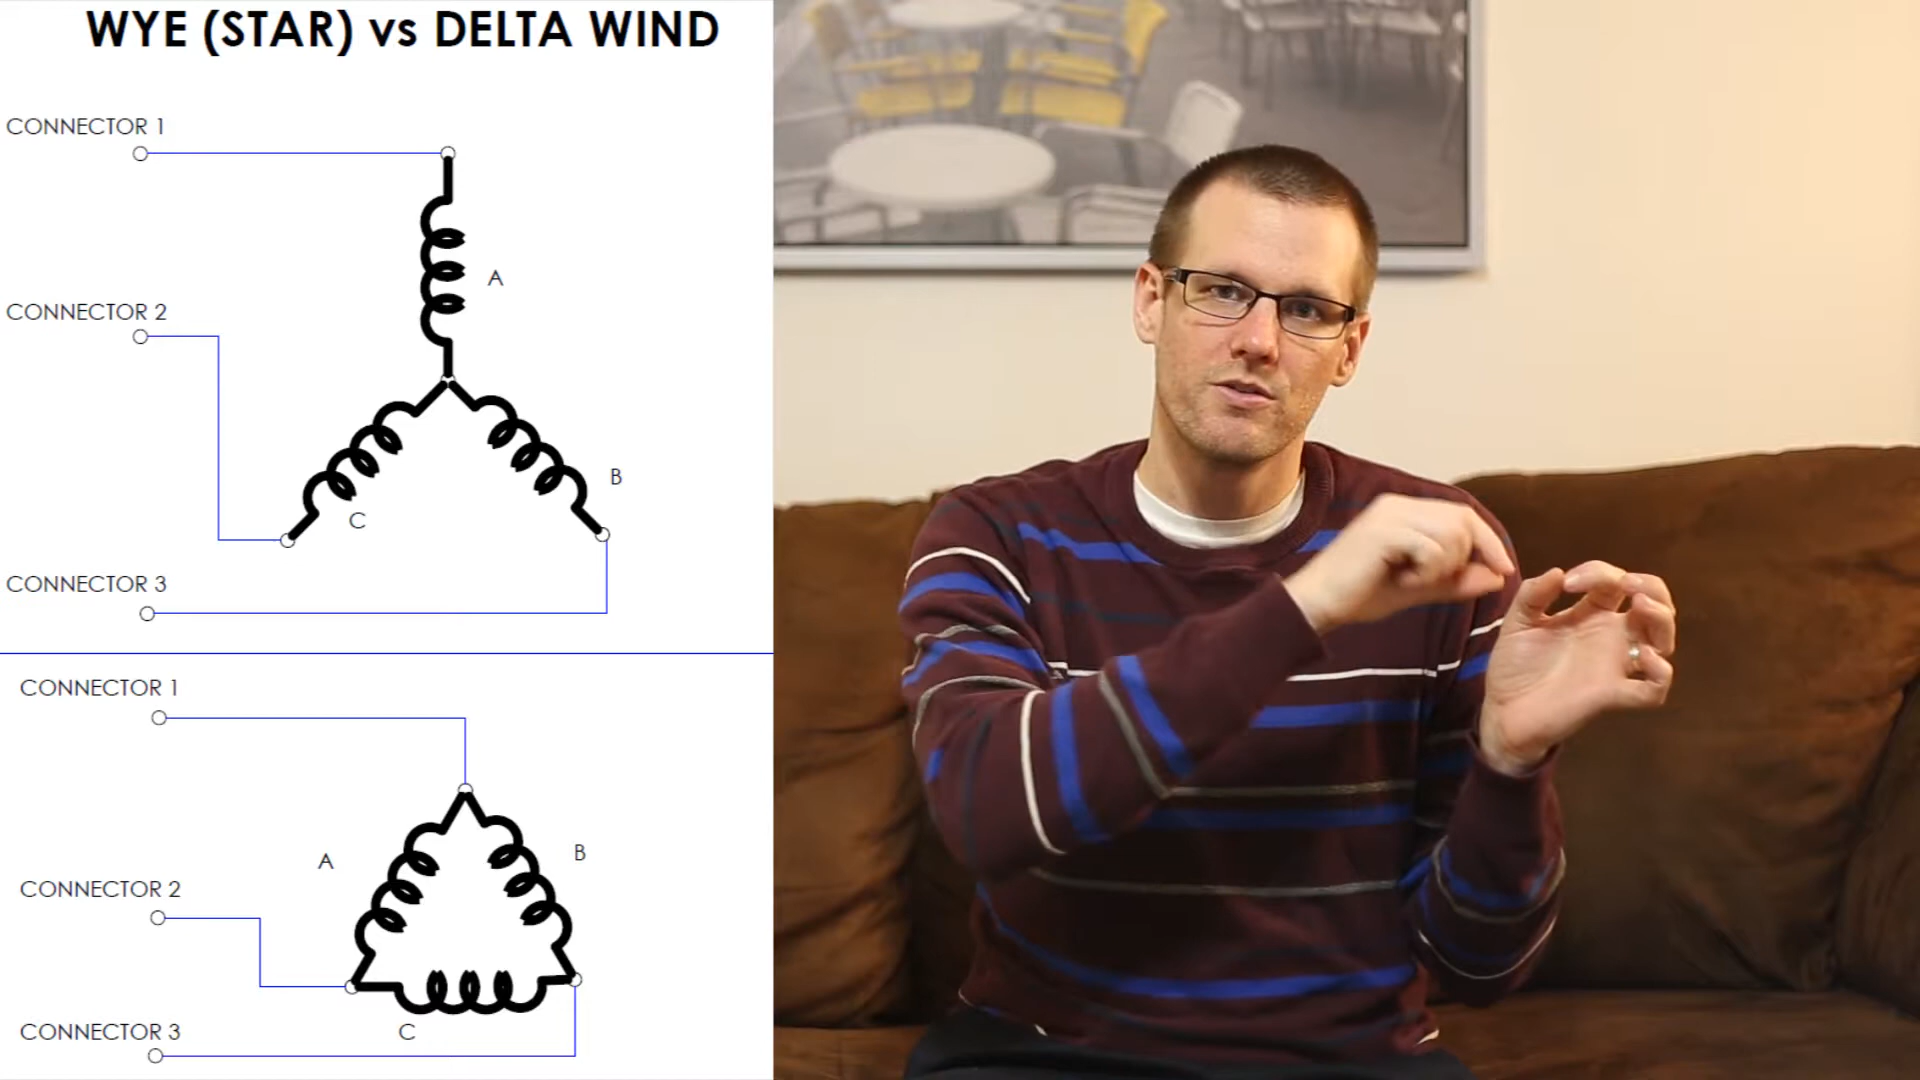 WYE (STAR) vs DELTA WIND
CONNECTOR 1
A
CONNECTOR 2
B
C
CONNECTOR 3
CONNECTOR 1
A
B
CONNECTOR 2
CONNECTOR 3
C